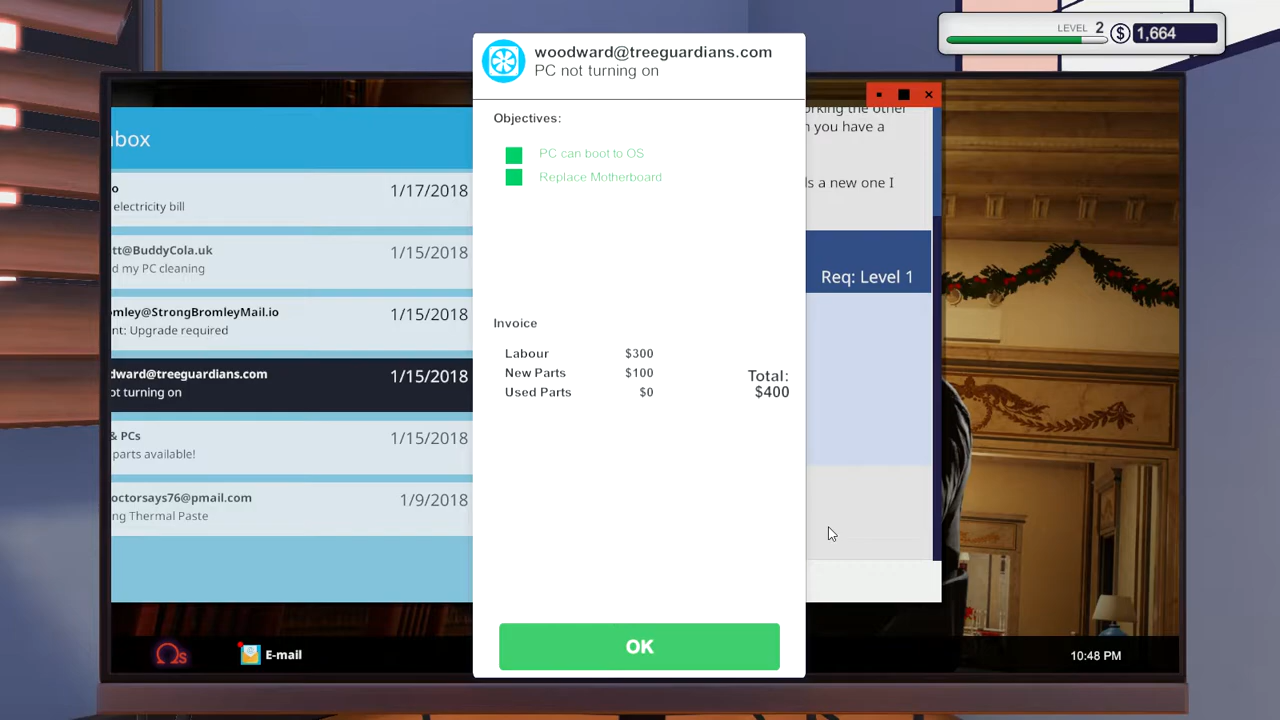 LEVEL 2 $ 1,664
woodward@treeguardians.com
PC not turning on
Objectives:
PC can boot to OS
Replace Motherboard
Invoice
Labour $300
New Parts $100
Used Parts $0
Total:
$400
OK
box
o 1/17/2018
electricity bill
tt@BuddyCola.uk 1/15/2018
d my PC cleaning
mley@StrongBromleyMail.io 1/15/2018
nt: Upgrade required
dward@treeguardians.com 1/15/2018
ot turning on
& PCs 1/15/2018
parts available!
octorsays76@pmail.com 1/9/2018
ng Thermal Paste
orking the other
n you have a
ds a new one I
Req: Level 1
Os E-mail
10:48 PM